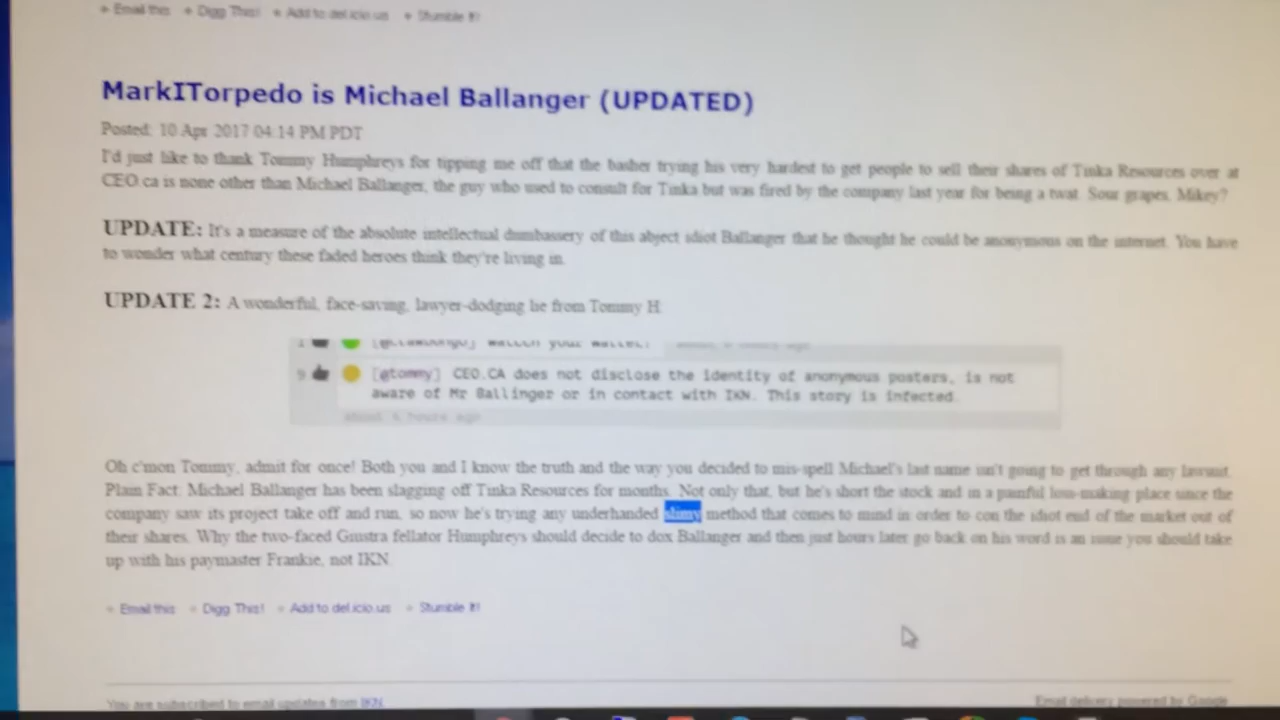 Email this Digg This! Add to del.icio.us Stumble It!
MarkITorpedo is Michael Ballanger (UPDATED)
Posted: 10 Apr 2017 04:14 PM PDT
I'd just like to thank Tommy Humphreys for tipping me off that the basher trying his very hardest to get people to sell their shares of Tinka Resources over at
CEO.ca is none other than Michael Ballanger, the guy who used to consult for Tinka but was fired by the company last year for being a twat. Sour grapes, Mikey?
UPDATE: It's a measure of the absolute intellectual dumbassery of this abject idiot Ballanger that he thought he could be anonymous on the internet. You have
to wonder what century these faded heroes think they're living in.
UPDATE 2: A wonderful, face-saving, lawyer-dodging lie from Tommy H:
watch your wallet!
9 [@tommy] CEO.CA does not disclose the identity of anonymous posters, is not
aware of Mr Ballinger or in contact with IKN. This story is infected.
about 6 hours ago
Oh c'mon Tommy, admit for once! Both you and I know the truth and the way you decided to mis-spell Michael's last name isn't going to get through any lawsuit.
Plain Fact: Michael Ballanger has been slagging off Tinka Resources for months. Not only that, but he's short the stock and in a painful loss-making place since the
company saw its project take off and run, so now he's trying any underhanded slimy method that comes to mind in order to con the idiot end of the market out of
their shares. Why the two-faced Giustra fellator Humphreys should decide to dox Ballanger and then just hours later go back on his word is an issue you should take
up with his paymaster Frankie, not IKN.
Email this Digg This! Add to del.icio.us Stumble It!
You are subscribed to email updates from IKN. Email delivery powered by Google